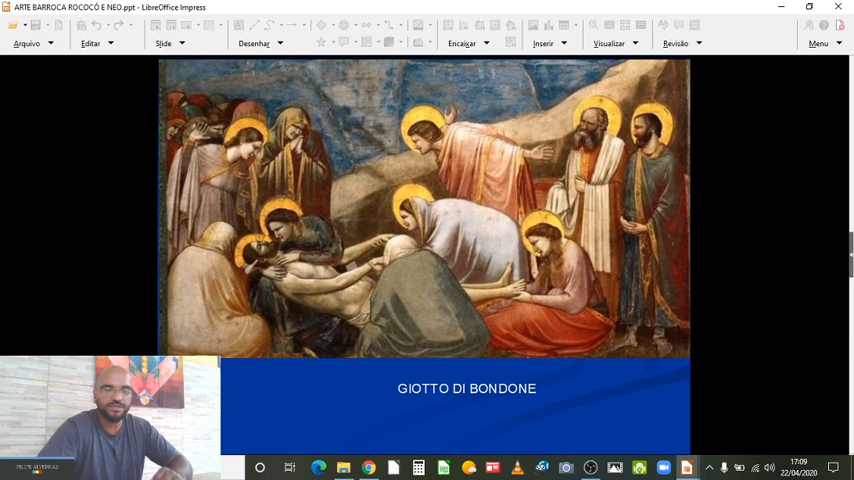 ARTE BARROCA ROCOCÓ E NEO.ppt - LibreOffice Impress
Arquivo
Editar
Slide
Desenhar
Encaixar
Inserir
Visualizar
Revisão
Menu
GIOTTO DI BONDONE
17:09
22/04/2020